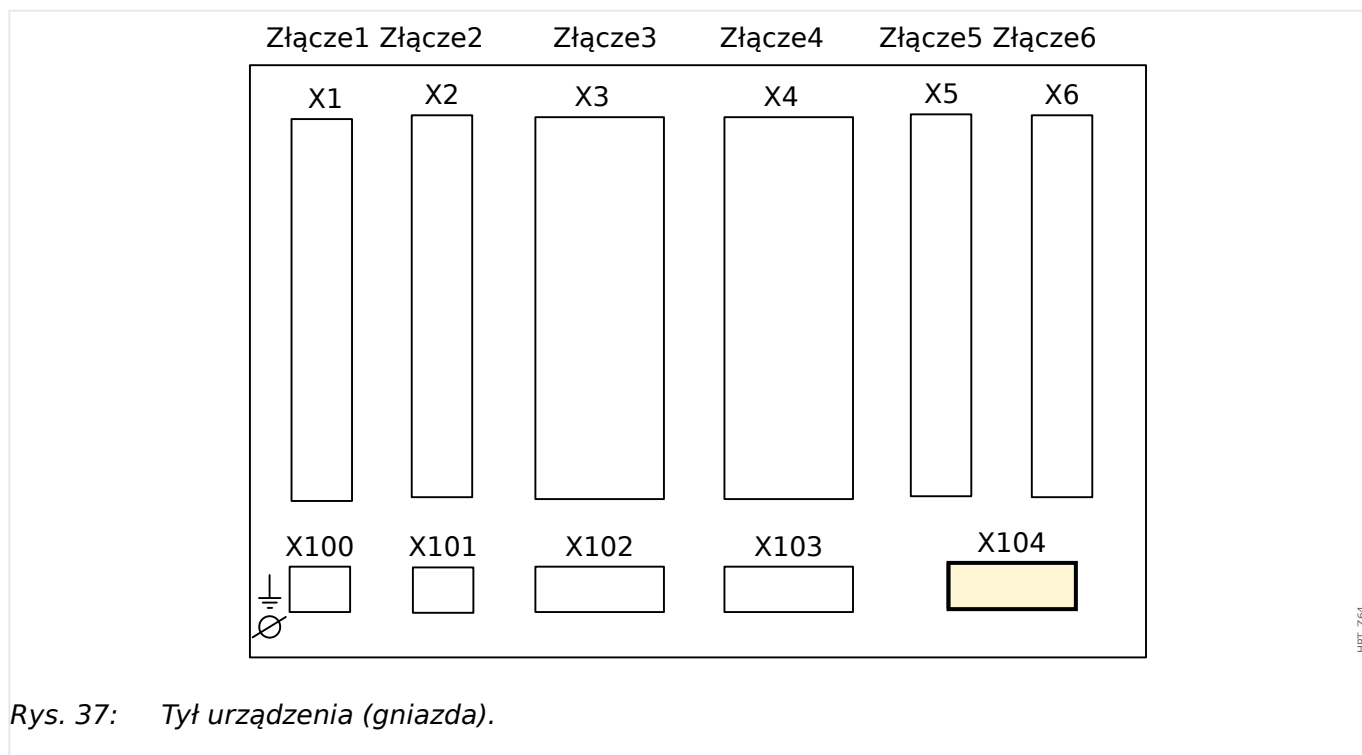 Złącze1 Złącze2 Złącze3 Złącze4 Złącze5 Złącze6
X1 X2 X3 X4 X5 X6
X100 X101 X102 X103 X104
HPT_Z64
Rys. 37: Tył urządzenia (gniazda).